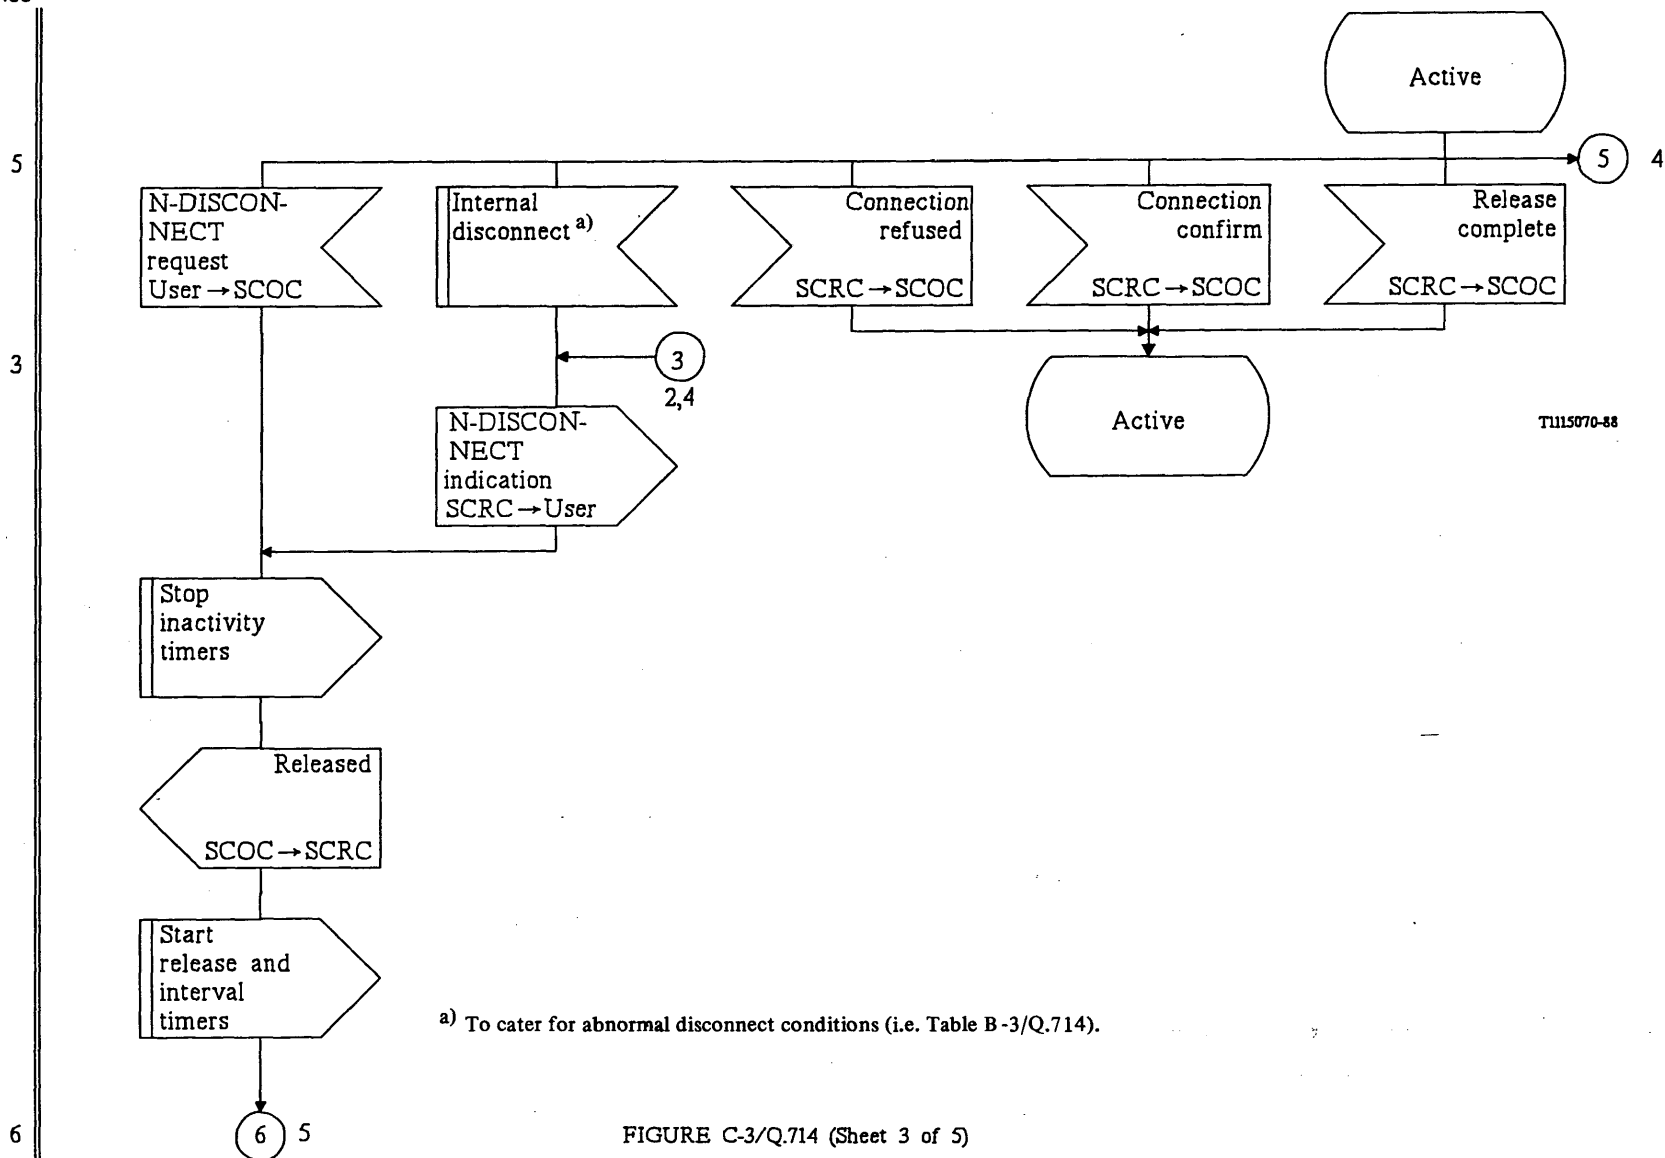 Active
5
5
4
N-DISCON-
NECT
request
User→SCOC
Internal
disconnect a)
Connection
refused
SCRC→SCOC
Connection
confirm
SCRC→SCOC
Release
complete
SCRC→SCOC
3
3
2,4
N-DISCON-
NECT
indication
SCRC→User
Active
T1115070-88
Stop
inactivity
timers
Released
SCOC→SCRC
Start
release and
interval
timers
a) To cater for abnormal disconnect conditions (i.e. Table B-3/Q.714).
6
6
5
FIGURE C-3/Q.714 (Sheet 3 of 5)